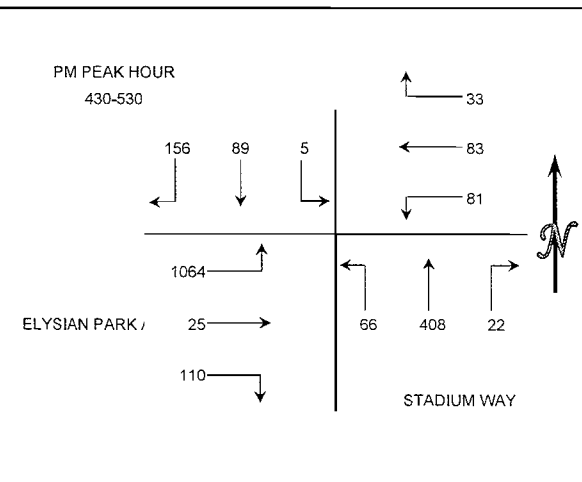 PM PEAK HOUR
430-530
33
156 89 5 83
81
N
1064
ELYSIAN PARK / 25 66 408 22
110
STADIUM WAY